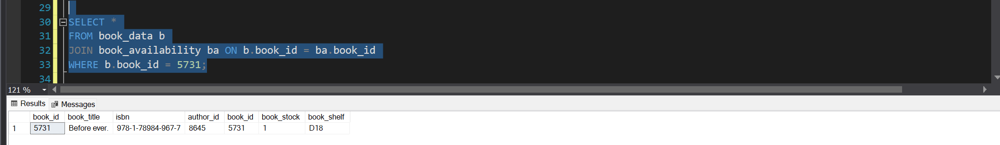 29
30 SELECT *
31 FROM book_data b
32 JOIN book_availability ba ON b.book_id = ba.book_id
33 WHERE b.book_id = 5731;
34
121 %
Results Messages
book_id book_title isbn author_id book_id book_stock book_shelf
1 5731 Before ever. 978-1-78984-967-7 8645 5731 1 D18